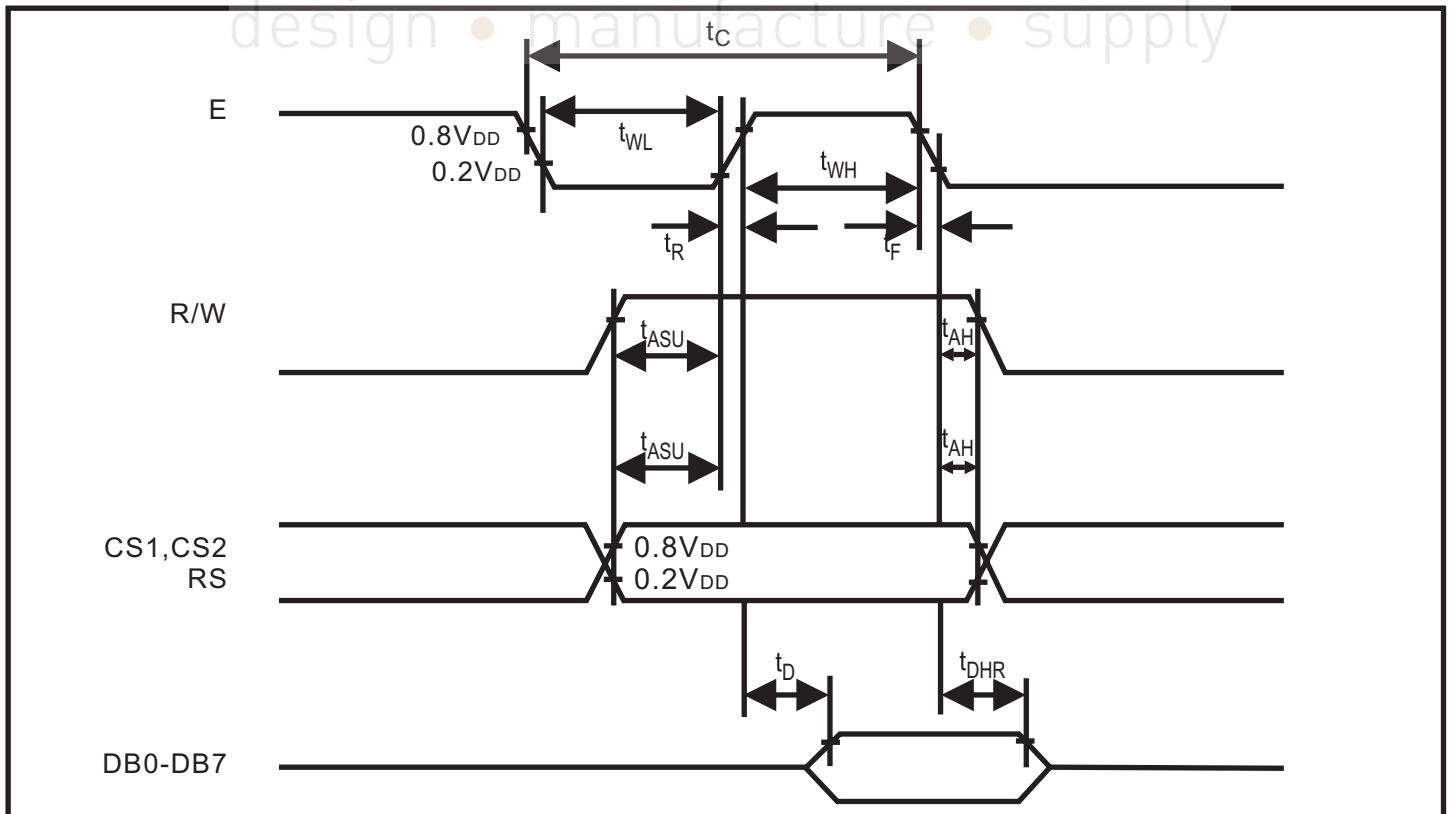 design • manufacture • supply
tC
E
0.8VDD
tWL
0.2VDD
tWH
tR
tF
R/W
tASU
tAH
tASU
tAH
CS1,CS2
RS
0.8VDD
0.2VDD
tD
tDHR
DB0-DB7